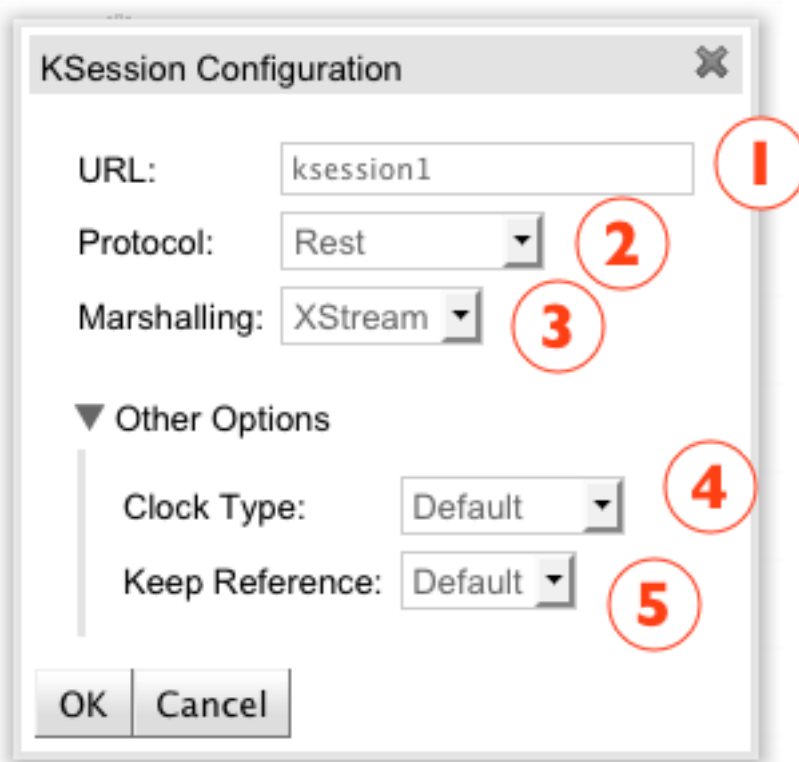 KSession Configuration
URL: ksession1 1
Protocol: Rest 2
Marshalling: XStream 3
Other Options
Clock Type: Default 4
Keep Reference: Default 5
OK Cancel